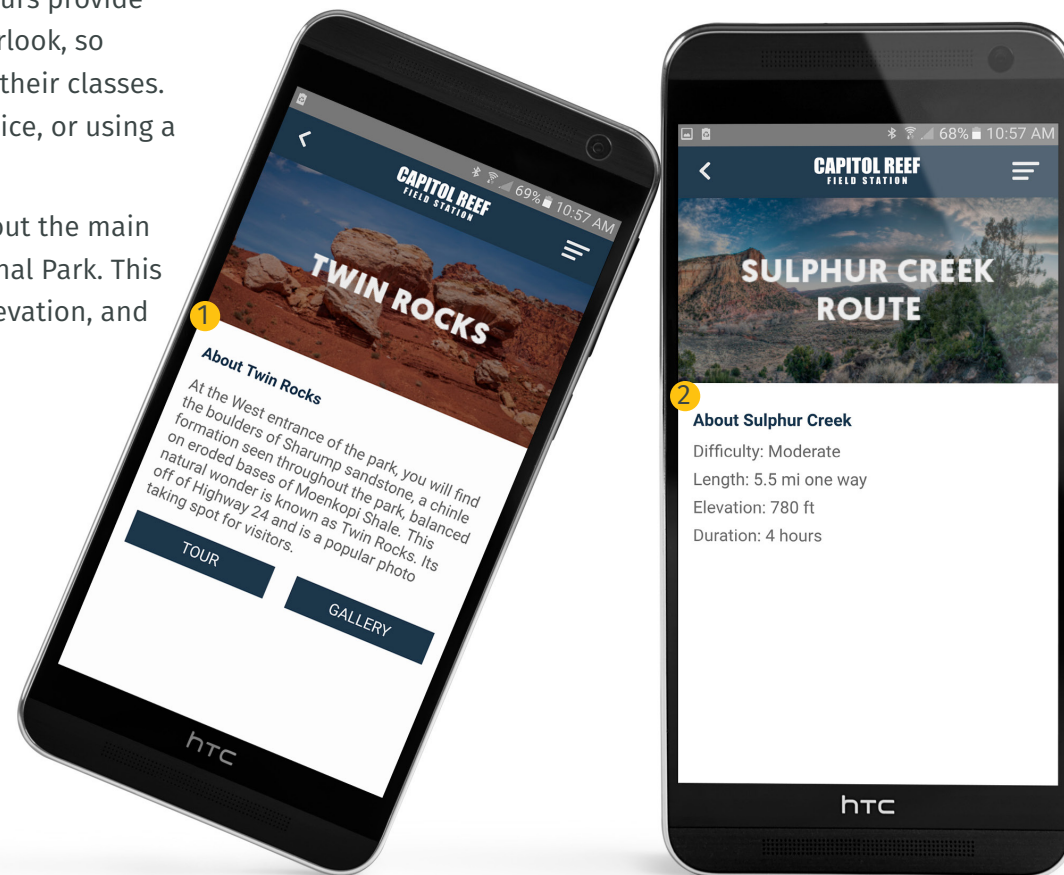 urs provide
rlook, so
their classes.
ice, or using a
out the main
nal Park. This
levation, and
69% 10:57 AM
CAPITOL REEF
FIELD STATION
TWIN ROCKS
1
About Twin Rocks
At the West entrance of the park, you will find
the boulders of Sharump sandstone, a chinle
formation seen throughout the park, balanced
on eroded bases of Moenkopi Shale. This
natural wonder is known as Twin Rocks. Its
off of Highway 24 and is a popular photo
taking spot for visitors.
TOUR
GALLERY
hTC
68% 10:57 AM
CAPITOL REEF
FIELD STATION
SULPHUR CREEK
ROUTE
2
About Sulphur Creek
Difficulty: Moderate
Length: 5.5 mi one way
Elevation: 780 ft
Duration: 4 hours
hTC